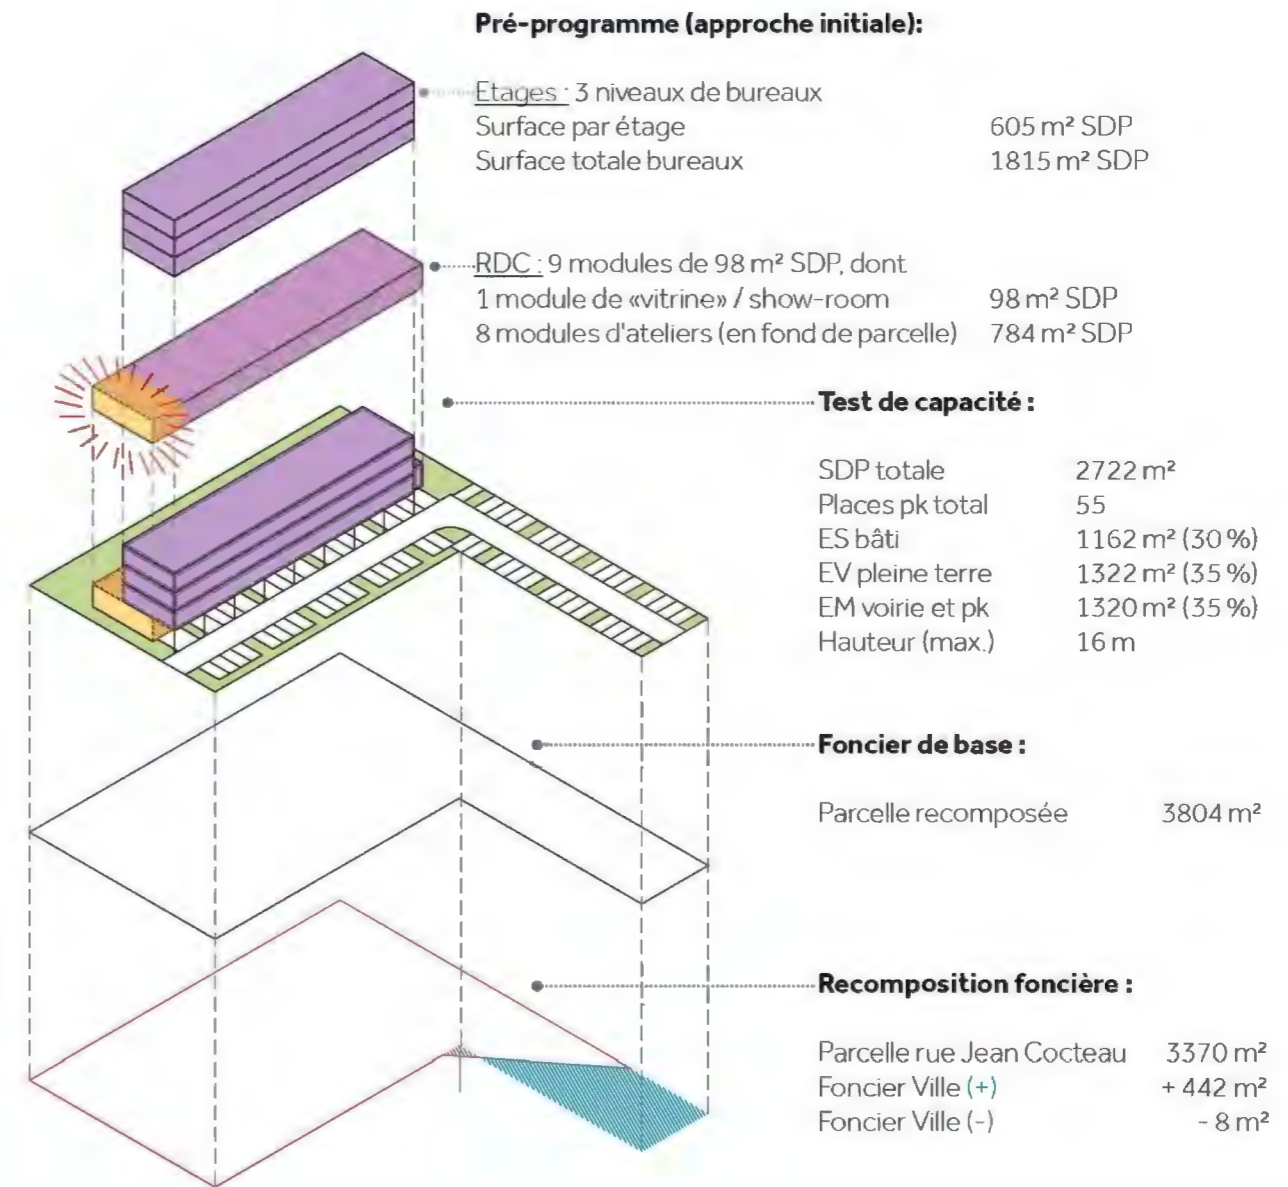 Pré-programme (approche initiale):
Etages : 3 niveaux de bureaux
Surface par étage 605 m² SDP
Surface totale bureaux 1815 m² SDP
RDC : 9 modules de 98 m² SDP, dont
1 module de «vitrine» / show-room 98 m² SDP
8 modules d'ateliers (en fond de parcelle) 784 m² SDP
Test de capacité :
SDP totale 2722 m²
Places pk total 55
ES bâti 1162 m² (30 %)
EV pleine terre 1322 m² (35 %)
EM voirie et pk 1320 m² (35 %)
Hauteur (max.) 16 m
Foncier de base :
Parcelle recomposée 3804 m²
Recomposition foncière :
Parcelle rue Jean Cocteau 3370 m²
Foncier Ville (+) + 442 m²
Foncier Ville (-) - 8 m²